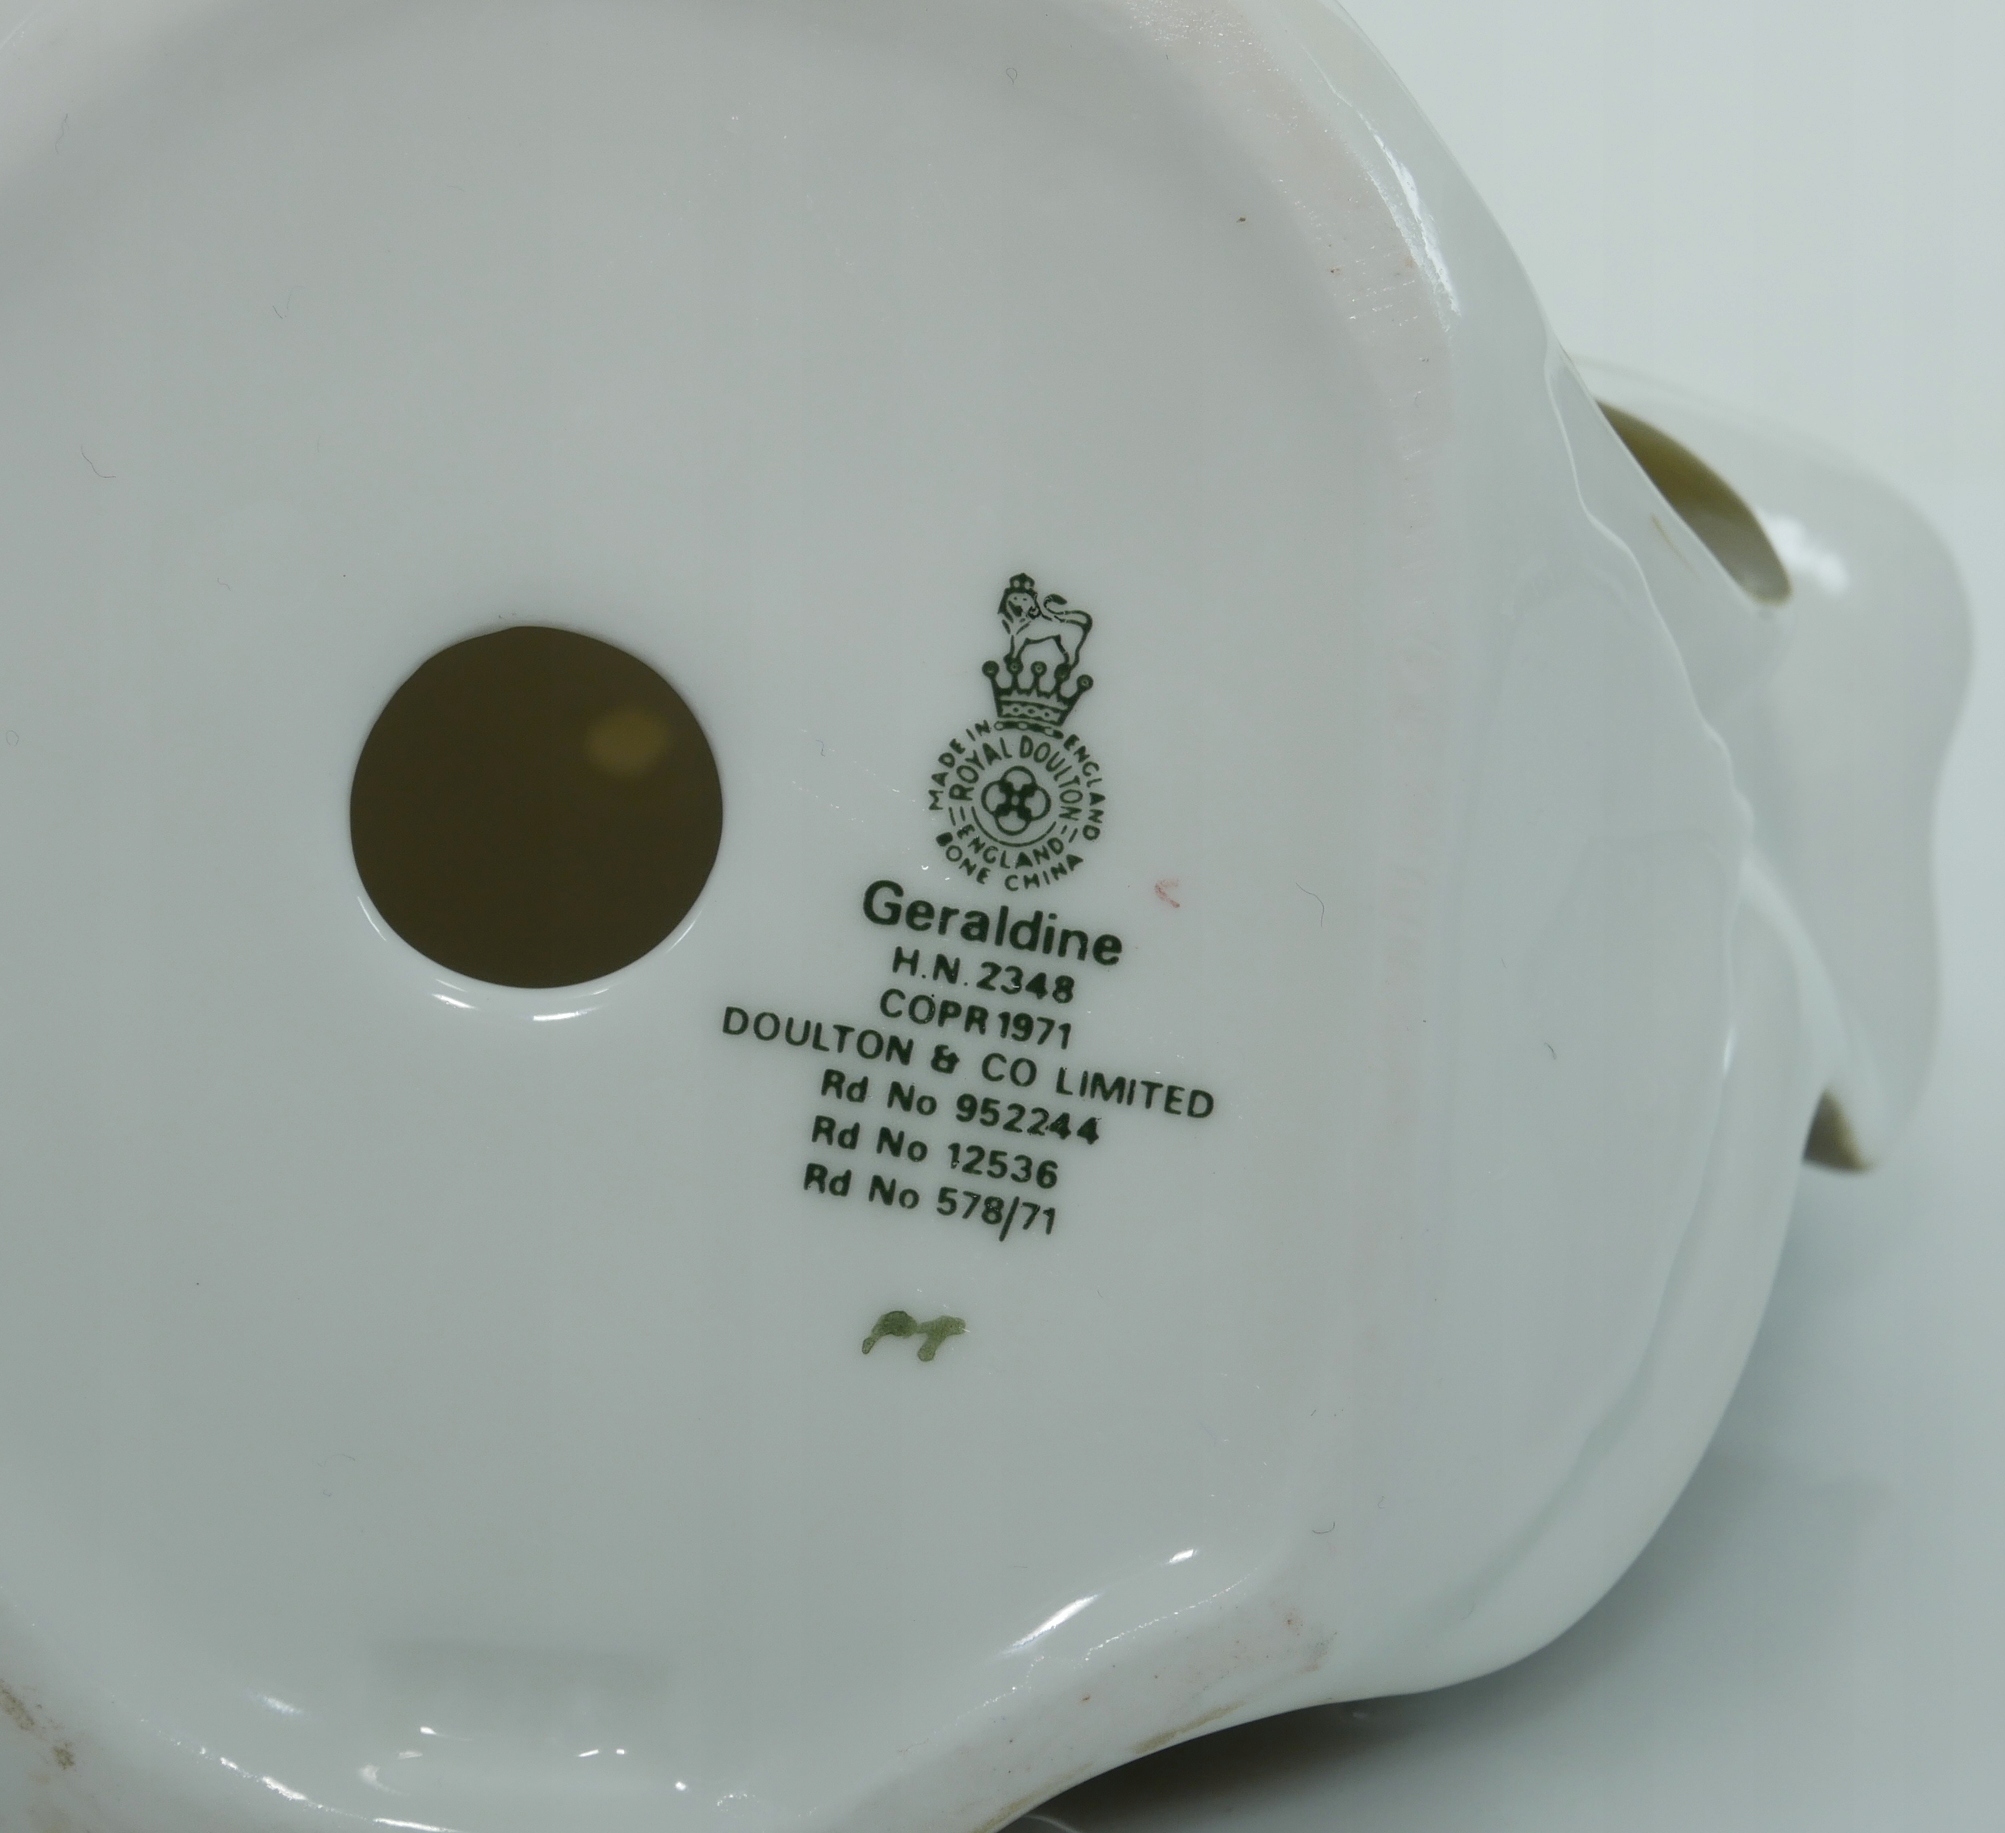 MADE IN ENGLAND
ROYAL DOULTON
ENGLAND
BONE CHINA
Geraldine
H.N. 2348
COPR 1971
DOULTON & CO LIMITED
Rd No 952244
Rd No 12536
Rd No 578/71